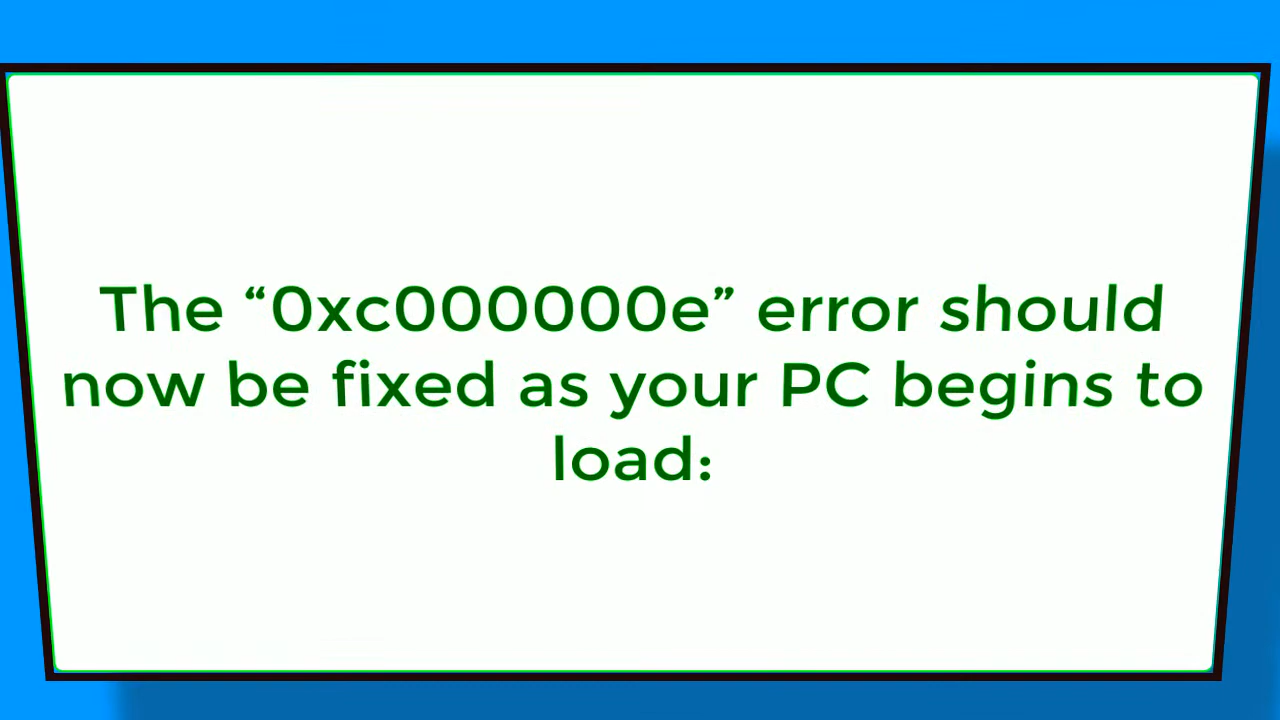 The “0xc000000e” error should
now be fixed as your PC begins to
load: